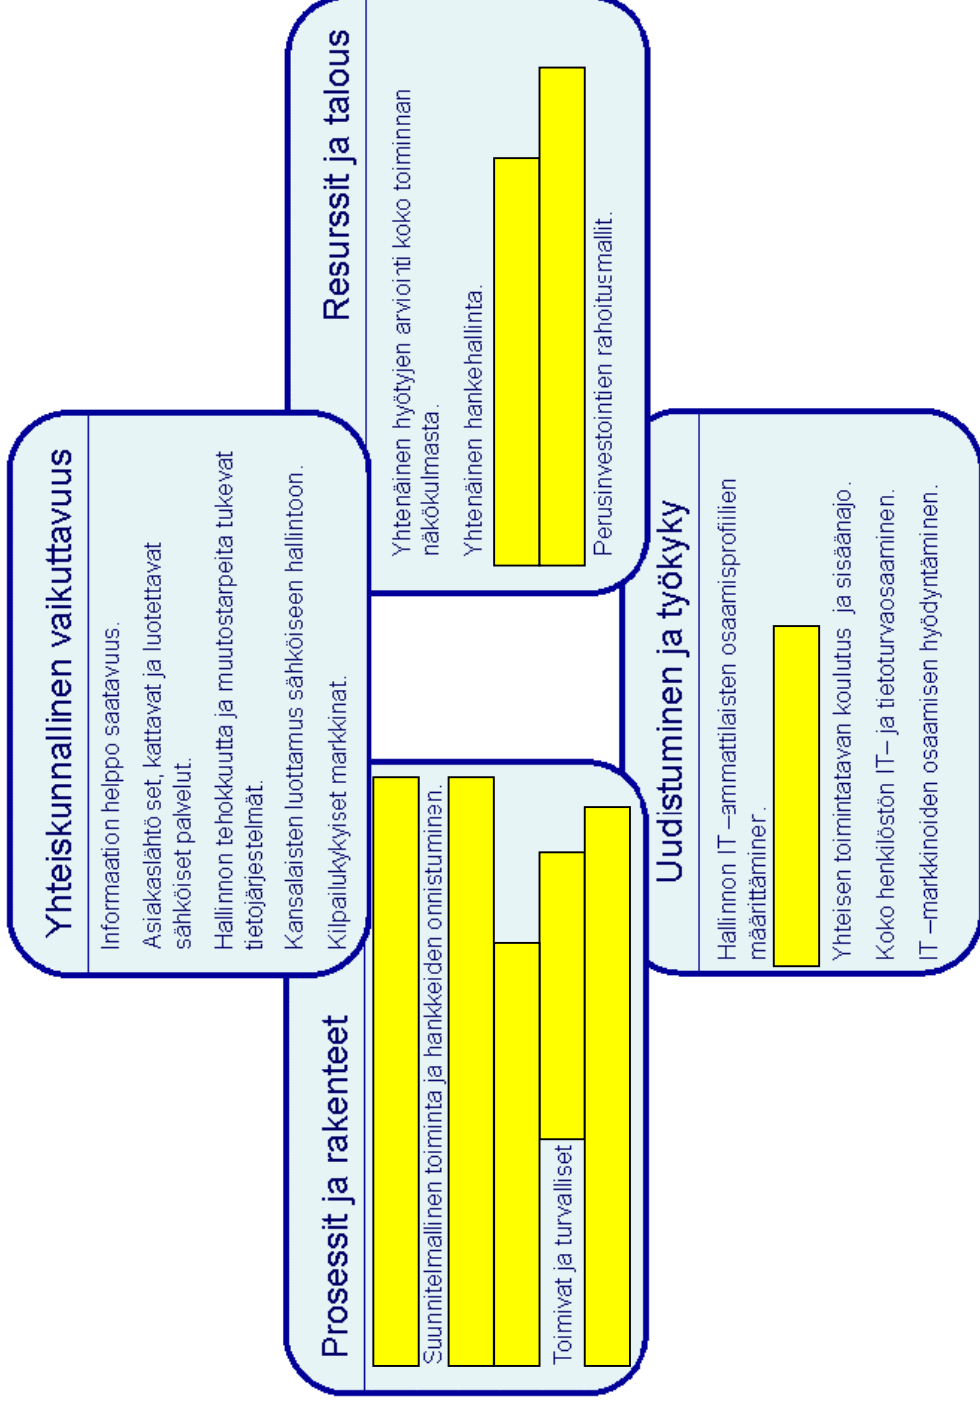 Yhteiskunnallinen vaikuttavuus
Informaation helppo saatavuus.
Asiakaslähtö set, kattavat ja luotettavat
sähköiset palvelut.
Hallinnon tehokkuutta ja muutostarpeita tukevat
tietojärjestelmät.
Kansalaisten luottamus sähköiseen hallintoon.
Kilpailukykyiset markkinat.
Prosessit ja rakenteet
Suunnitelmallinen toiminta ja hankkeiden onnistuminen.
Toimivat ja turvalliset
Resurssit ja talous
Yhtenäinen hyötyjen arviointi koko toiminnan
näkökulmasta.
Yhtenäinen hankehallinta.
Perusinvestointien rahoitusmallit.
Uudistuminen ja työkyky
Hallinnon IT –ammattilaisten osaamisprofiilien
määrittäminen.
Yhteisen toimintatavan koulutus ja sisäänajo.
Koko henkilöstön IT– ja tietoturvaosaaminen.
IT –markkinoiden osaamisen hyödyntäminen.